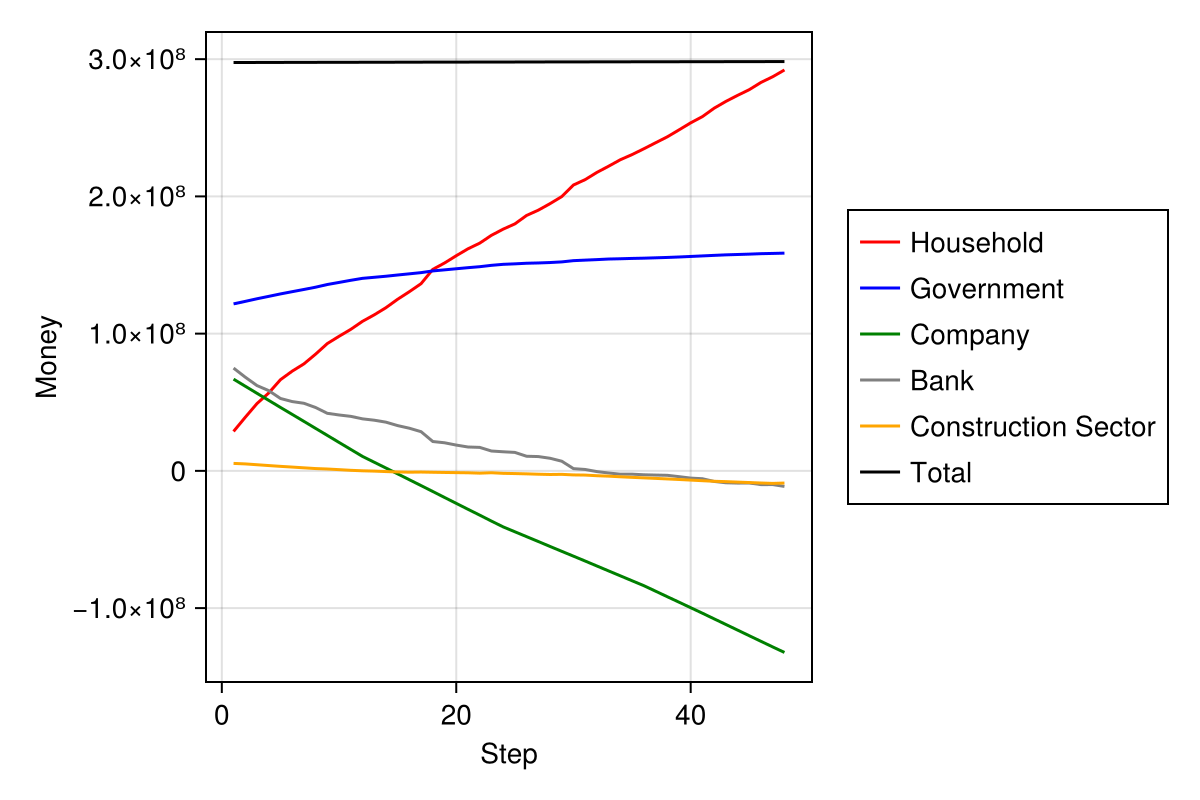 3.0×10⁸
2.0×10⁸
1.0×10⁸
0
−1.0×10⁸
Money
0 20 40
Step
Household
Government
Company
Bank
Construction Sector
Total